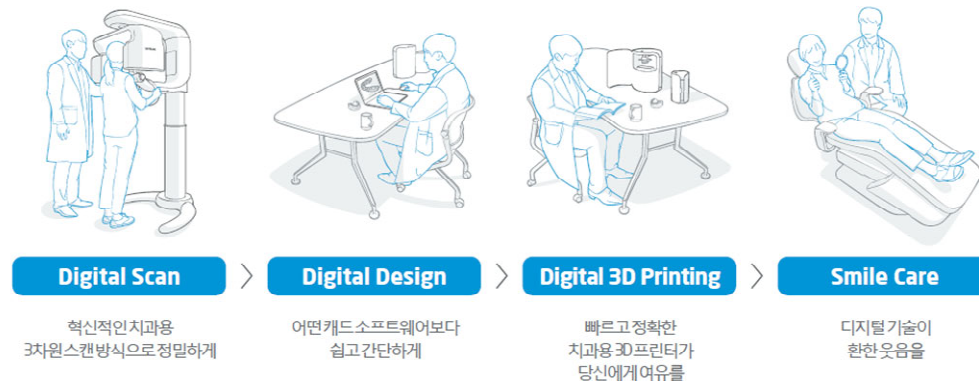 Digital Scan
Digital Design
Digital 3D Printing
Smile Care
혁신적인 치과용
3차원 스캔 방식으로 정밀하게
어떤 캐드 소프트웨어보다
쉽고 간단하게
빠르고 정확한
치과용 3D 프린터가
당신에게 여유를
디지털 기술이
환한 웃음을